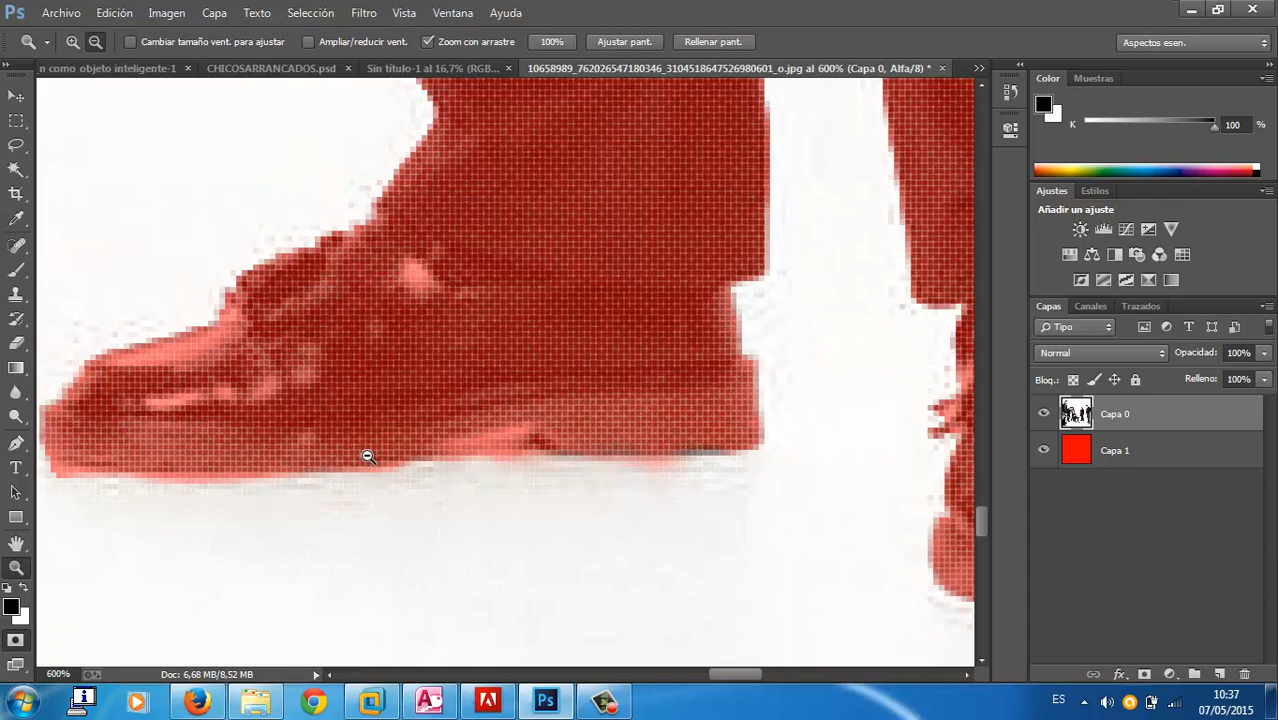 Ps Archivo Edición Imagen Capa Texto Selección Filtro Vista Ventana Ayuda
Cambiar tamaño vent. para ajustar Ampliar/reducir vent. Zoom con arrastre 100% Ajustar pant. Rellenar pant. Aspectos esen.
n como objeto inteligente-1 × CHICOSARRANCADOS.psd × Sin título-1 al 16,7% (RGB... × 10658989_762026547180346_3104518647526980601_o.jpg al 600% (Capa 0, Alfa/8) * ×
Color Muestras
K 100 %
Ajustes Estilos
Añadir un ajuste
Capas Canales Trazados
Tipo
Normal Opacidad: 100%
Bloq.: Relleno: 100%
Capa 0
Capa 1
T
600% Doc: 6,68 MB/8,52 MB
ES 10:37
07/05/2015